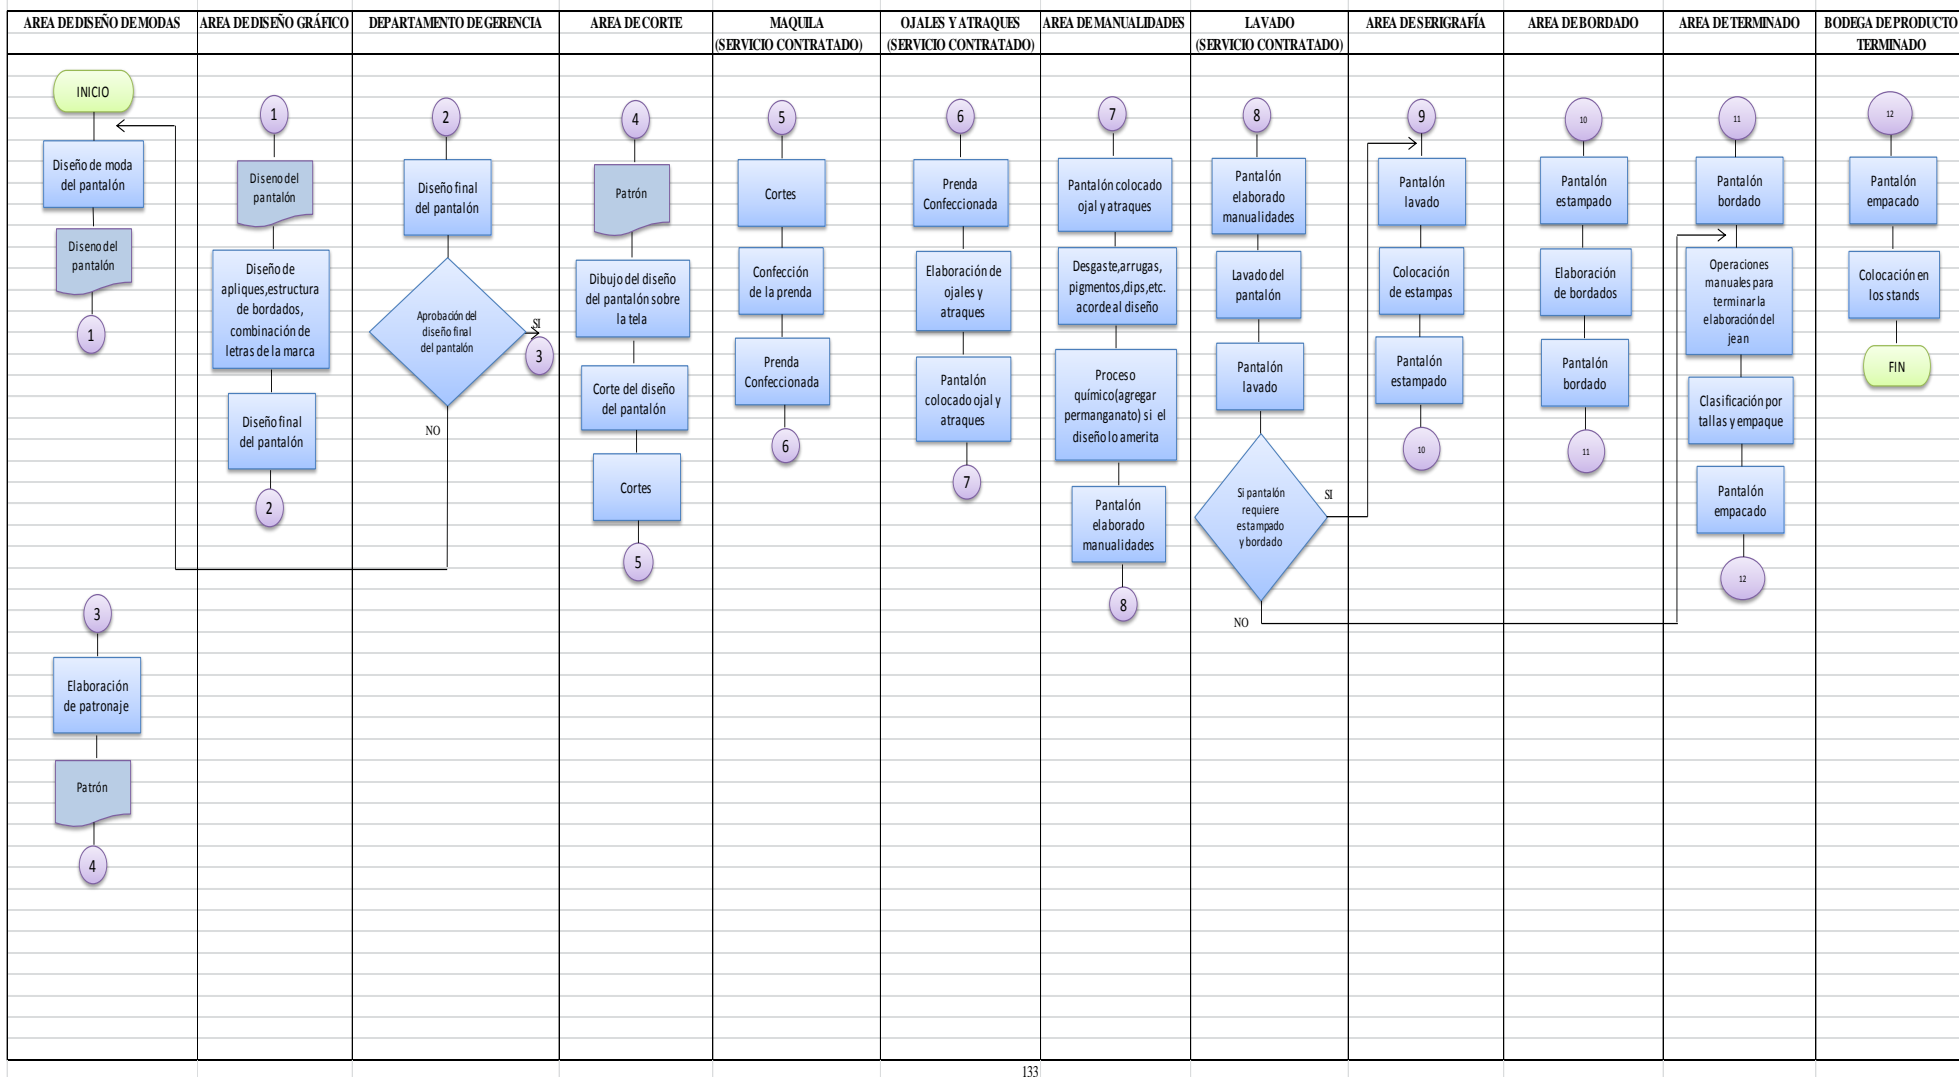 AREA DE DISEÑO DE MODAS
AREA DE DISEÑO GRÁFICO
DEPARTAMENTO DE GERENCIA
AREA DE CORTE
MAQUILA
(SERVICIO CONTRATADO)
OJALES Y ATRAQUES
(SERVICIO CONTRATADO)
AREA DE MANUALIDADES
LAVADO
(SERVICIO CONTRATADO)
AREA DE SERIGRAFÍA
AREA DE BORDADO
AREA DE TERMINADO
BODEGA DE PRODUCTO
TERMINADO
INICIO
Diseño de moda
del pantalón
Diseno del
pantalón
1
3
Elaboración
de patronaje
Patrón
4
1
Diseno del
pantalón
Diseño de
apliques,estructura
de bordados,
combinación de
letras de la marca
Diseño final
del pantalón
2
2
Diseño final
del pantalón
Aprobación del
diseño final
del pantalón
SI
3
NO
4
Patrón
Dibujo del diseño
del pantalón sobre
la tela
Corte del diseño
del pantalón
Cortes
5
5
Cortes
Confección
de la prenda
Prenda
Confeccionada
6
6
Prenda
Confeccionada
Elaboración de
ojales y
atraques
Pantalón
colocado ojal y
atraques
7
7
Pantalón colocado
ojal y atraques
Desgaste,arrugas,
pigmentos,dips,etc.
acorde al diseño
Proceso
químico(agregar
permanganato) si el
diseño lo amerita
Pantalón
elaborado
manualidades
8
8
Pantalón
elaborado
manualidades
Lavado del
pantalón
Pantalón
lavado
Si pantalón
requiere
estampado
y bordado
SI
NO
9
Pantalón
lavado
Colocación
de estampas
Pantalón
estampado
10
10
Pantalón
estampado
Elaboración
de bordados
Pantalón
bordado
11
11
Pantalón
bordado
Operaciones
manuales para
terminar la
elaboración del
jean
Clasificación por
tallas y empaque
Pantalón
empacado
12
12
Pantalón
empacado
Colocación en
los stands
FIN
133